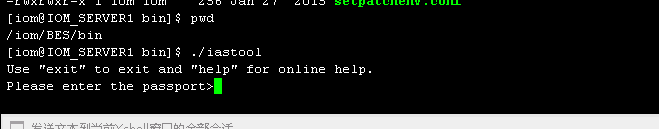 -rwxrwxr-x 1 iom iom 236 Jan 27 2015 setpatchenv.conf
[iom@IOM_SERVER1 bin]$ pwd
/iom/BES/bin
[iom@IOM_SERVER1 bin]$ ./iastool
Use "exit" to exit and "help" for online help.
Please enter the passport>
发送文本到当前Xshell窗口的全部会话